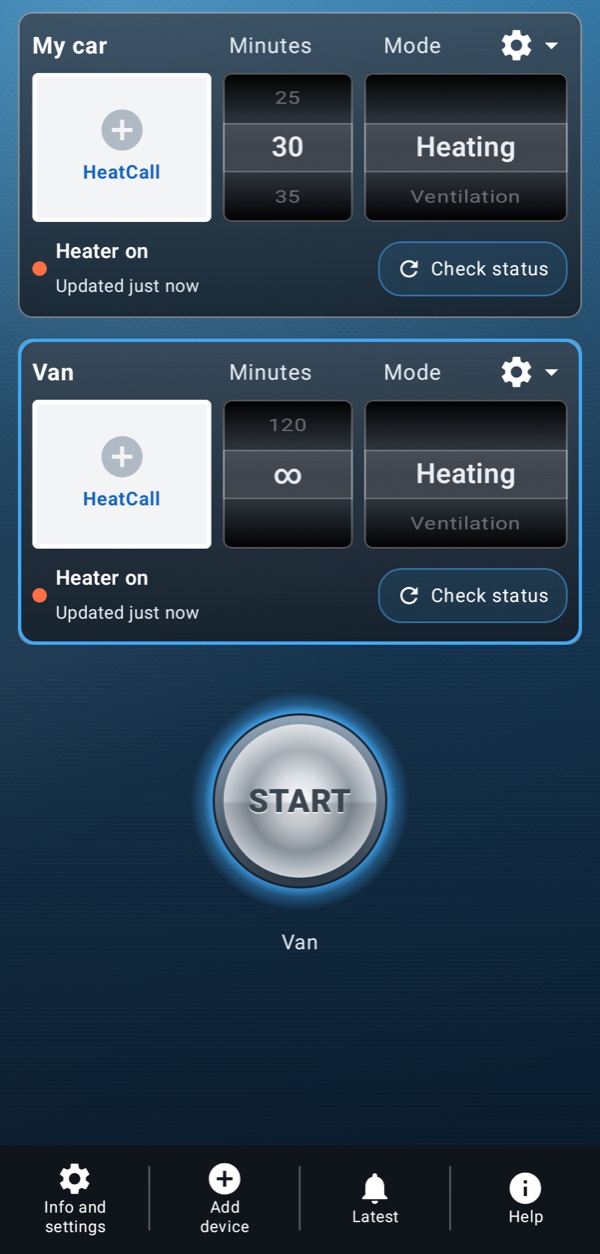 My car
Minutes
Mode
HeatCall
25
30
35
Heating
Ventilation
Heater on
Updated just now
Check status
Van
Minutes
Mode
HeatCall
120
∞
Heating
Ventilation
Heater on
Updated just now
Check status
START
Van
Info and
settings
Add
device
Latest
Help